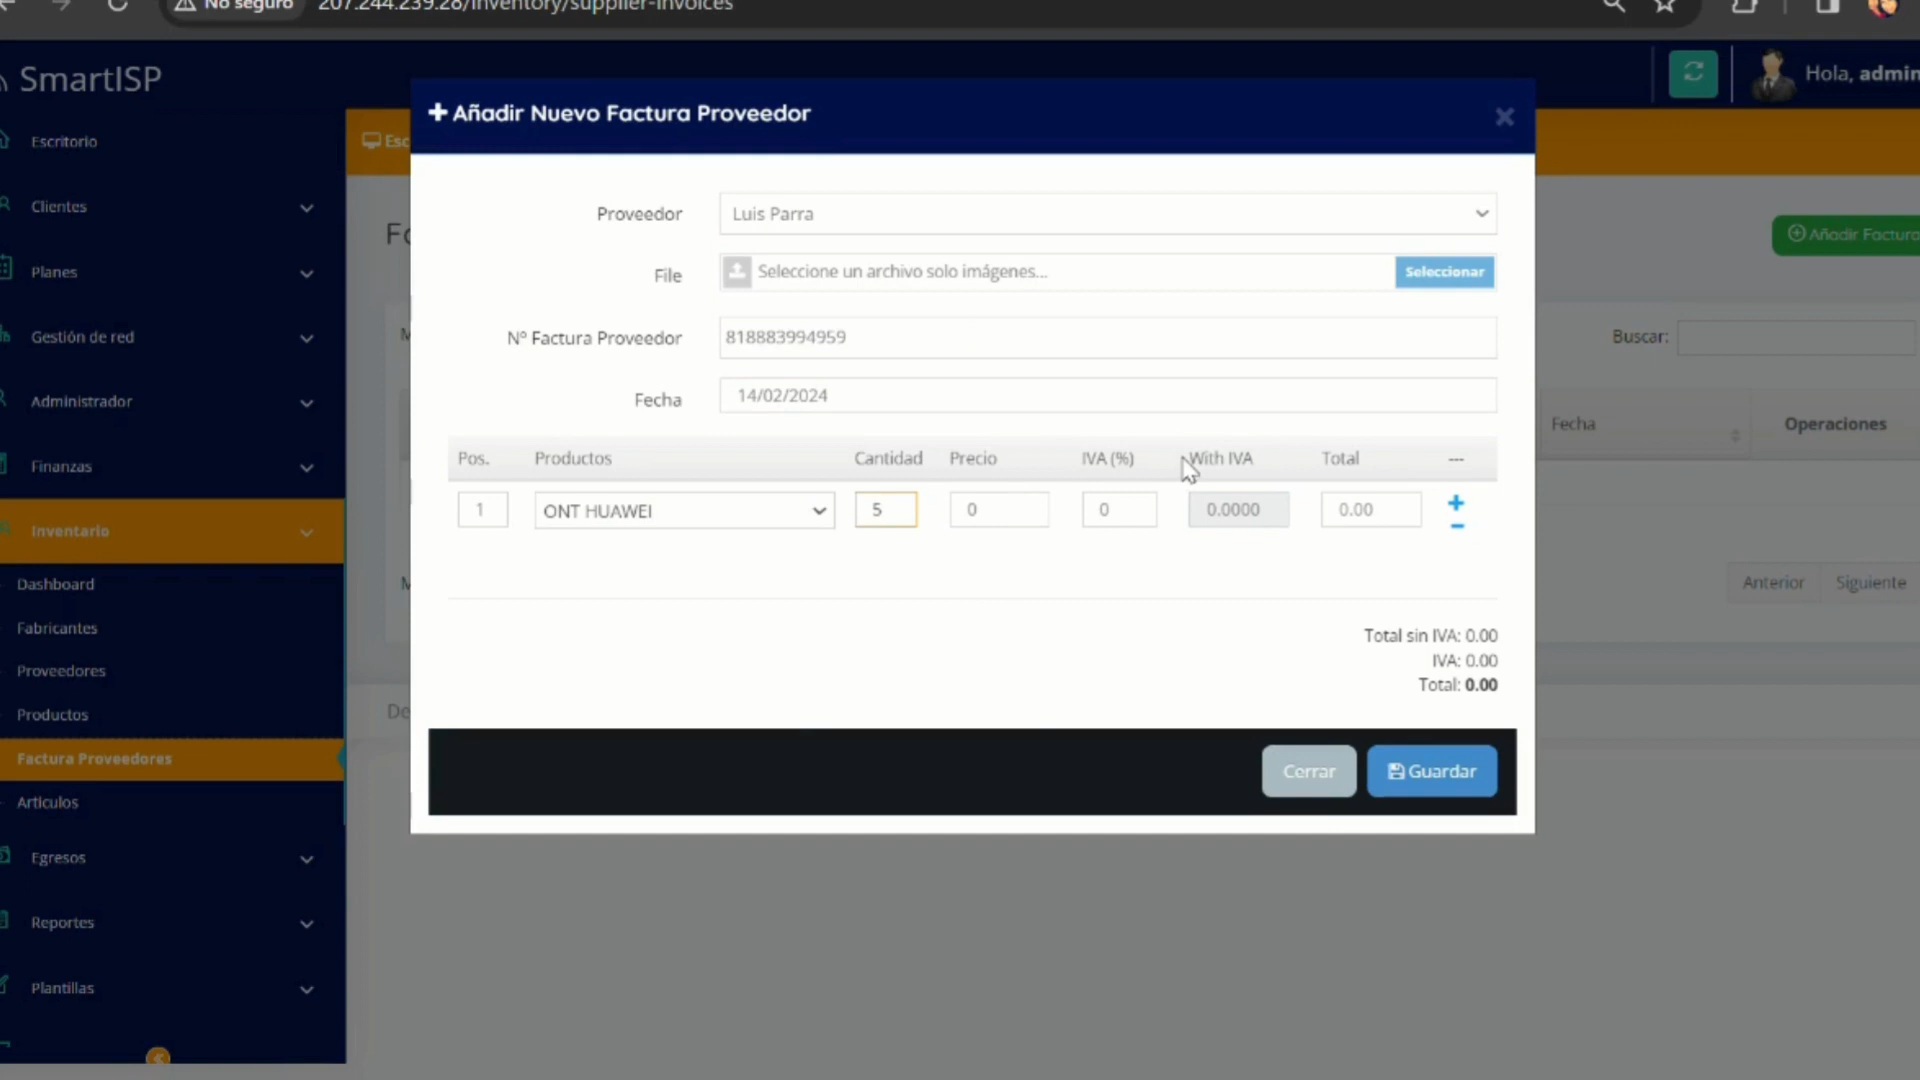 No seguro 207.244.239.28/inventory/supplier-invoices
SmartISP
Hola, admin
Escritorio
Clientes
Planes
Gestión de red
Administrador
Finanzas
Inventario
Dashboard
Fabricantes
Proveedores
Productos
Factura Proveedores
Articulos
Egresos
Reportes
Plantillas
Esc
Añadir Factura
Buscar:
Fecha Operaciones
Anterior Siguiente
De
Añadir Nuevo Factura Proveedor
Proveedor Luis Parra
File Seleccione un archivo solo imágenes... Seleccionar
Nº Factura Proveedor 818883994959
Fecha 14/02/2024
Pos. Productos Cantidad Precio IVA (%) With IVA Total ---
1 ONT HUAWEI 5 0 0 0.0000 0.00
Total sin IVA: 0.00
IVA: 0.00
Total: 0.00
Cerrar Guardar